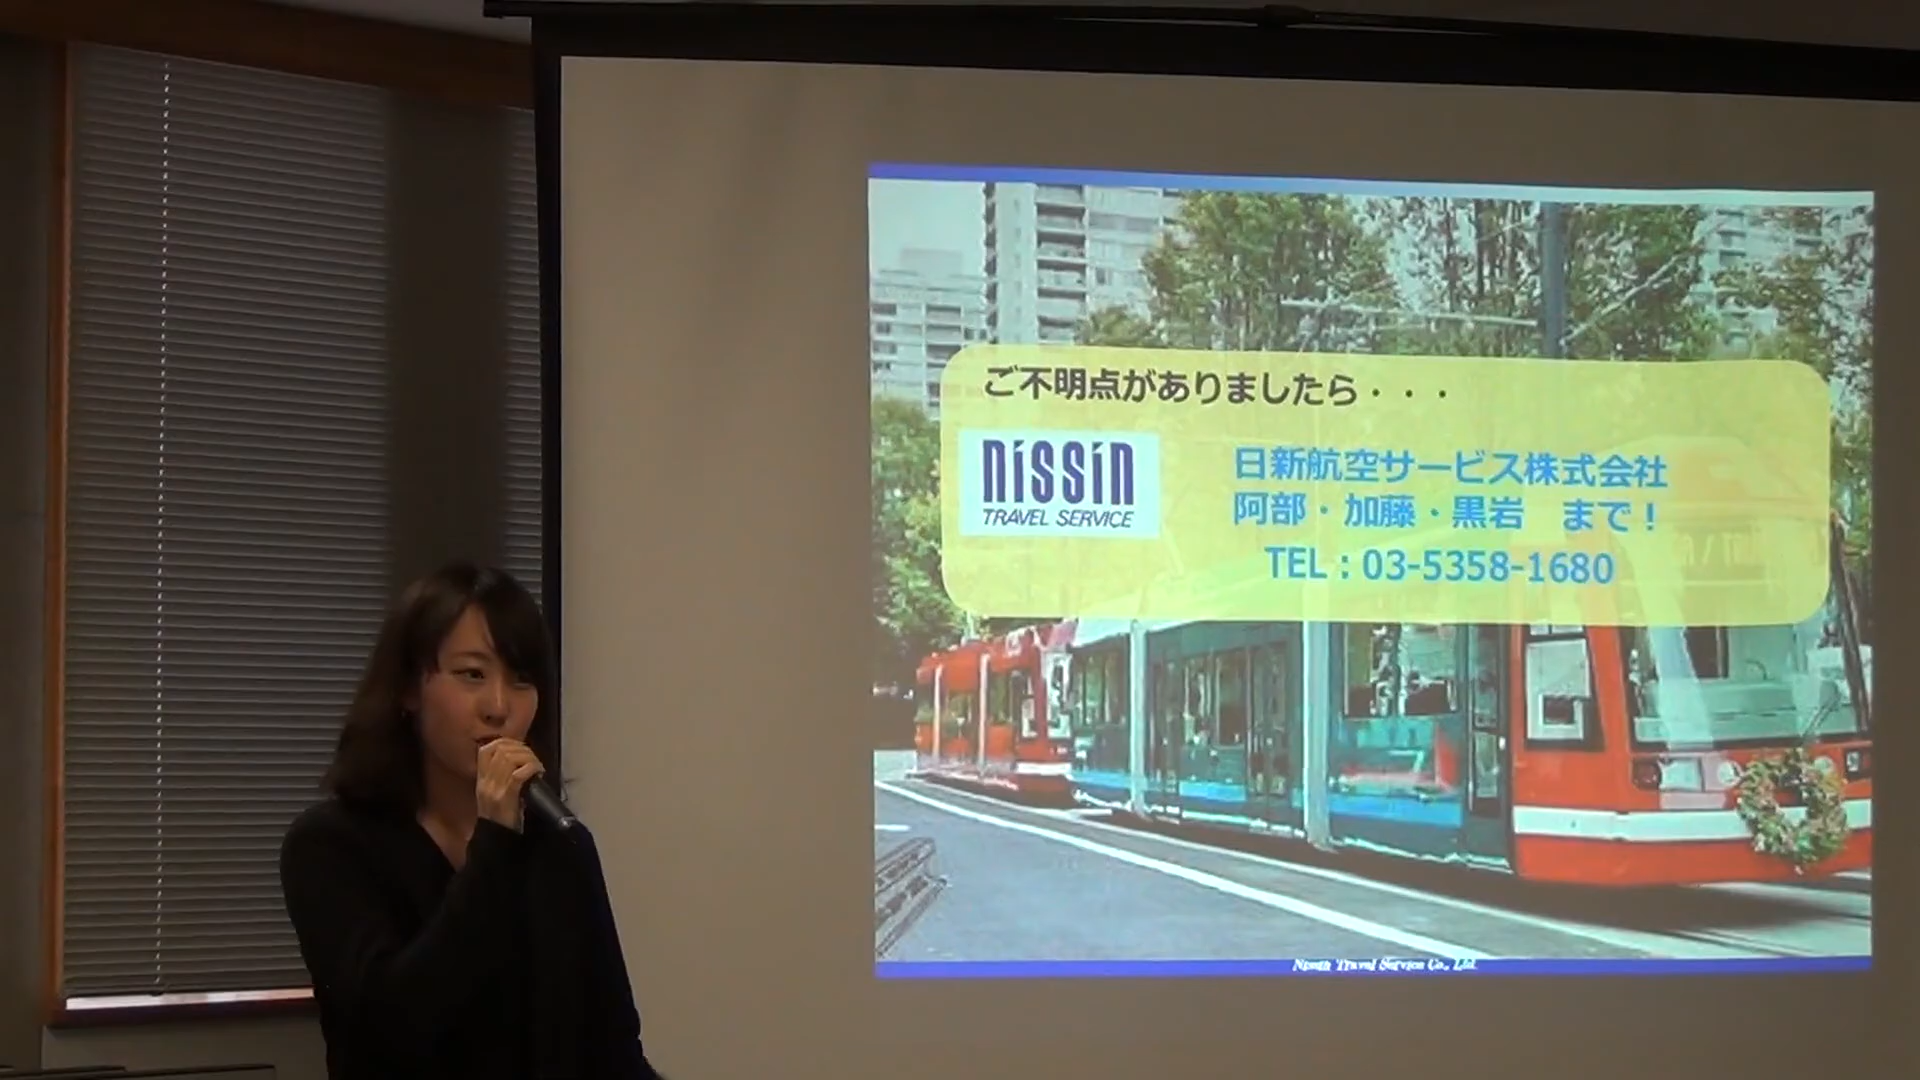 ご不明点がありましたら・・・
nissin
TRAVEL SERVICE
日新航空サービス株式会社
阿部・加藤・黒岩　まで！
TEL：03-5358-1680
Nissin Travel Service Co., Ltd.